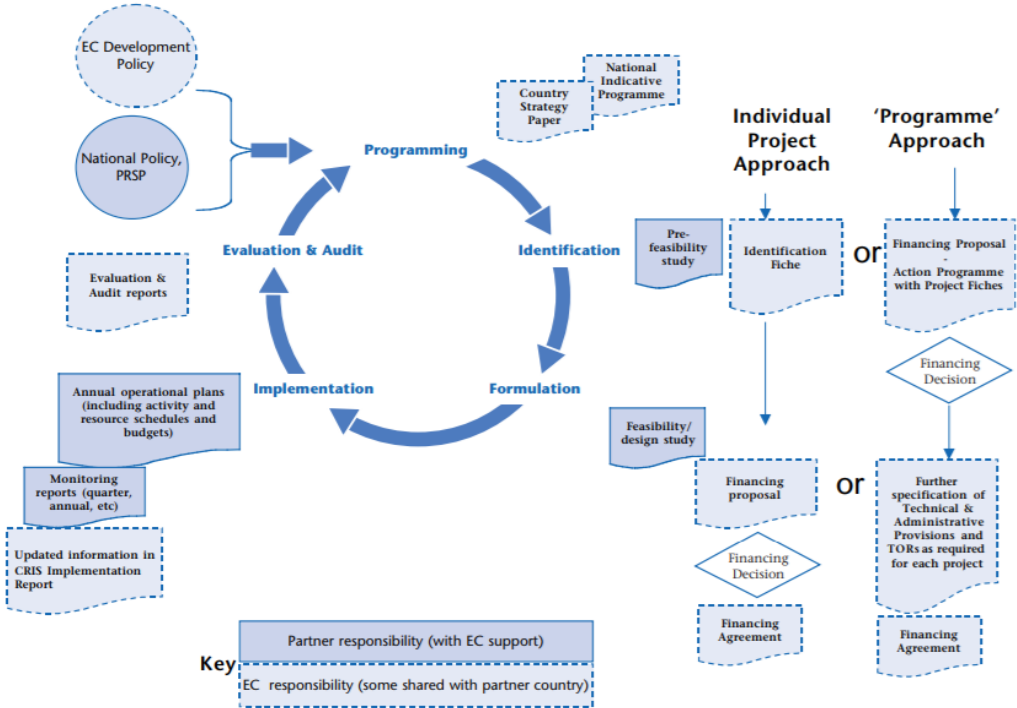 EC Development
Policy
National Policy,
PRSP
Programming
Country
Strategy
Paper
National
Indicative
Programme
Evaluation & Audit
Identification
Implementation
Formulation
Evaluation &
Audit reports
Annual operational plans
(including activity and
resource schedules and
budgets)
Monitoring
reports (quarter,
annual, etc)
Updated information in
CRIS Implementation
Report
Individual
Project
Approach
'Programme'
Approach
Pre-
feasibility
study
Identification
Fiche
or
Financing Proposal
-
Action Programme
with Project Fiches
Financing
Decision
Feasibility/
design study
Financing
proposal
or
Further
specification of
Technical &
Administrative
Provisions and
TORs as required
for each project
Financing
Decision
Financing
Agreement
Financing
Agreement
Key
Partner responsibility (with EC support)
EC responsibility (some shared with partner country)